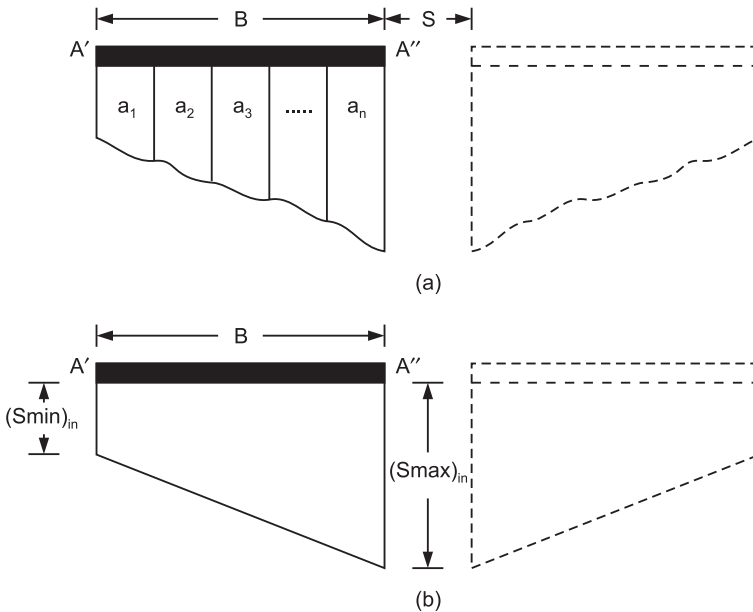 B S
A′ A″
a₁ a₂ a₃ ..... aₙ
(a)
B
A′ A″
(Smin)ᵢₙ
(Smax)ᵢₙ
(b)